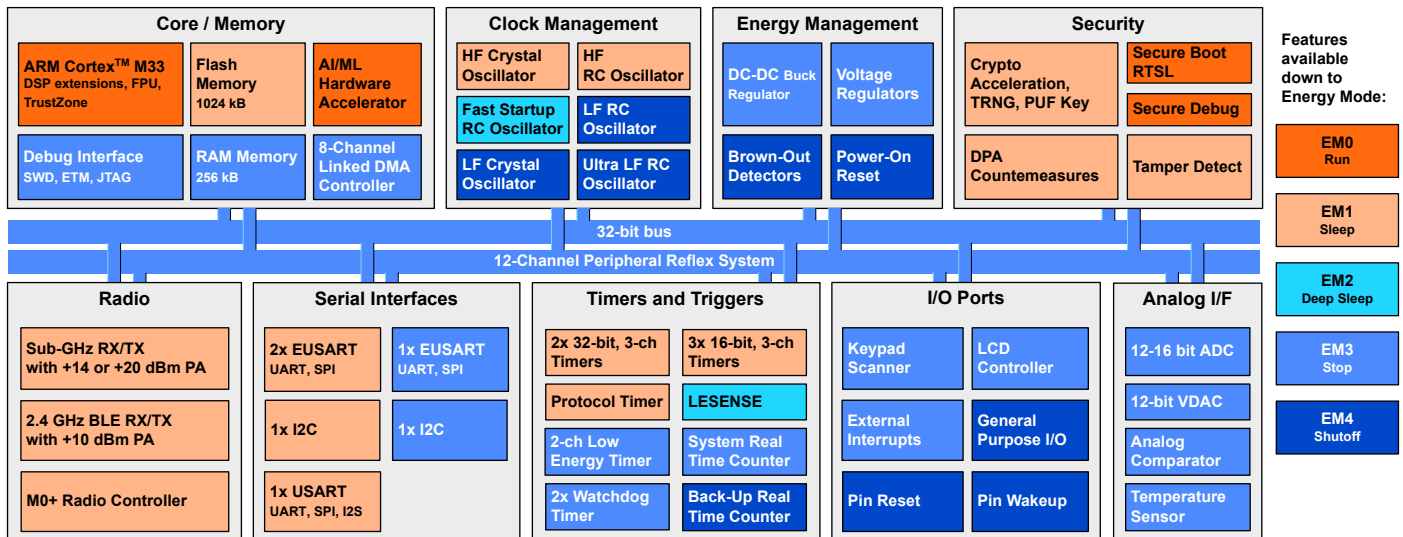 Core / Memory
ARM Cortex™ M33
DSP extensions, FPU,
TrustZone
Flash
Memory
1024 kB
AI/ML
Hardware
Accelerator
Debug Interface
SWD, ETM, JTAG
RAM Memory
256 kB
8-Channel
Linked DMA
Controller
Clock Management
HF Crystal
Oscillator
HF
RC Oscillator
Fast Startup
RC Oscillator
LF RC
Oscillator
LF Crystal
Oscillator
Ultra LF RC
Oscillator
Energy Management
DC-DC Buck
Regulator
Voltage
Regulators
Brown-Out
Detectors
Power-On
Reset
Security
Crypto
Acceleration,
TRNG, PUF Key
Secure Boot
RTSL
Secure Debug
DPA
Countemeasures
Tamper Detect
Features
available
down to
Energy Mode:
EM0
Run
EM1
Sleep
EM2
Deep Sleep
EM3
Stop
EM4
Shutoff
32-bit bus
12-Channel Peripheral Reflex System
Radio
Sub-GHz RX/TX
with +14 or +20 dBm PA
2.4 GHz BLE RX/TX
with +10 dBm PA
M0+ Radio Controller
Serial Interfaces
2x EUSART
UART, SPI
1x EUSART
UART, SPI
1x I2C
1x I2C
1x USART
UART, SPI, I2S
Timers and Triggers
2x 32-bit, 3-ch
Timers
3x 16-bit, 3-ch
Timers
Protocol Timer
LESENSE
2-ch Low
Energy Timer
System Real
Time Counter
2x Watchdog
Timer
Back-Up Real
Time Counter
I/O Ports
Keypad
Scanner
LCD
Controller
External
Interrupts
General
Purpose I/O
Pin Reset
Pin Wakeup
Analog I/F
12-16 bit ADC
12-bit VDAC
Analog
Comparator
Temperature
Sensor